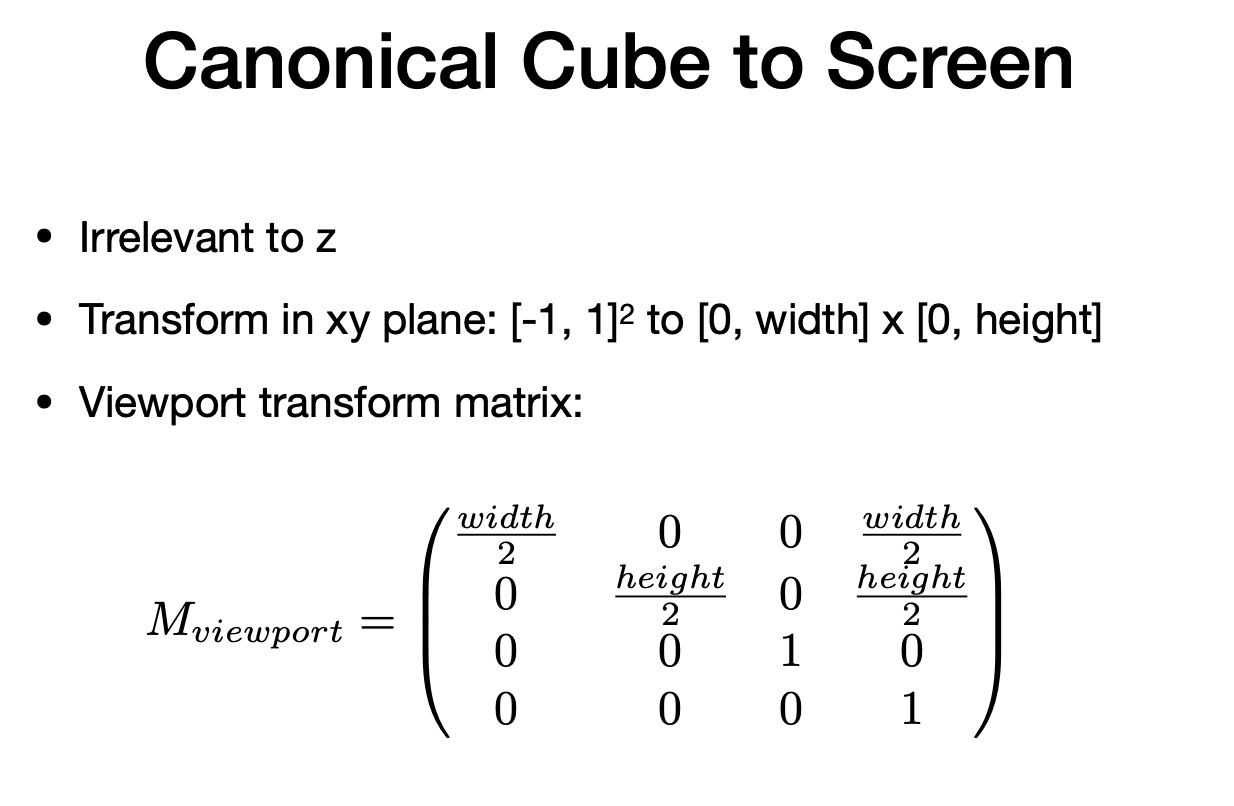 Canonical Cube to Screen
• Irrelevant to z
• Transform in xy plane: [-1, 1]² to [0, width] x [0, height]
• Viewport transform matrix:
$$M_{viewport} = \begin{pmatrix} \frac{width}{2} & 0 & 0 & \frac{width}{2} \\ 0 & \frac{height}{2} & 0 & \frac{height}{2} \\ 0 & 0 & 1 & 0 \\ 0 & 0 & 0 & 1 \end{pmatrix}$$